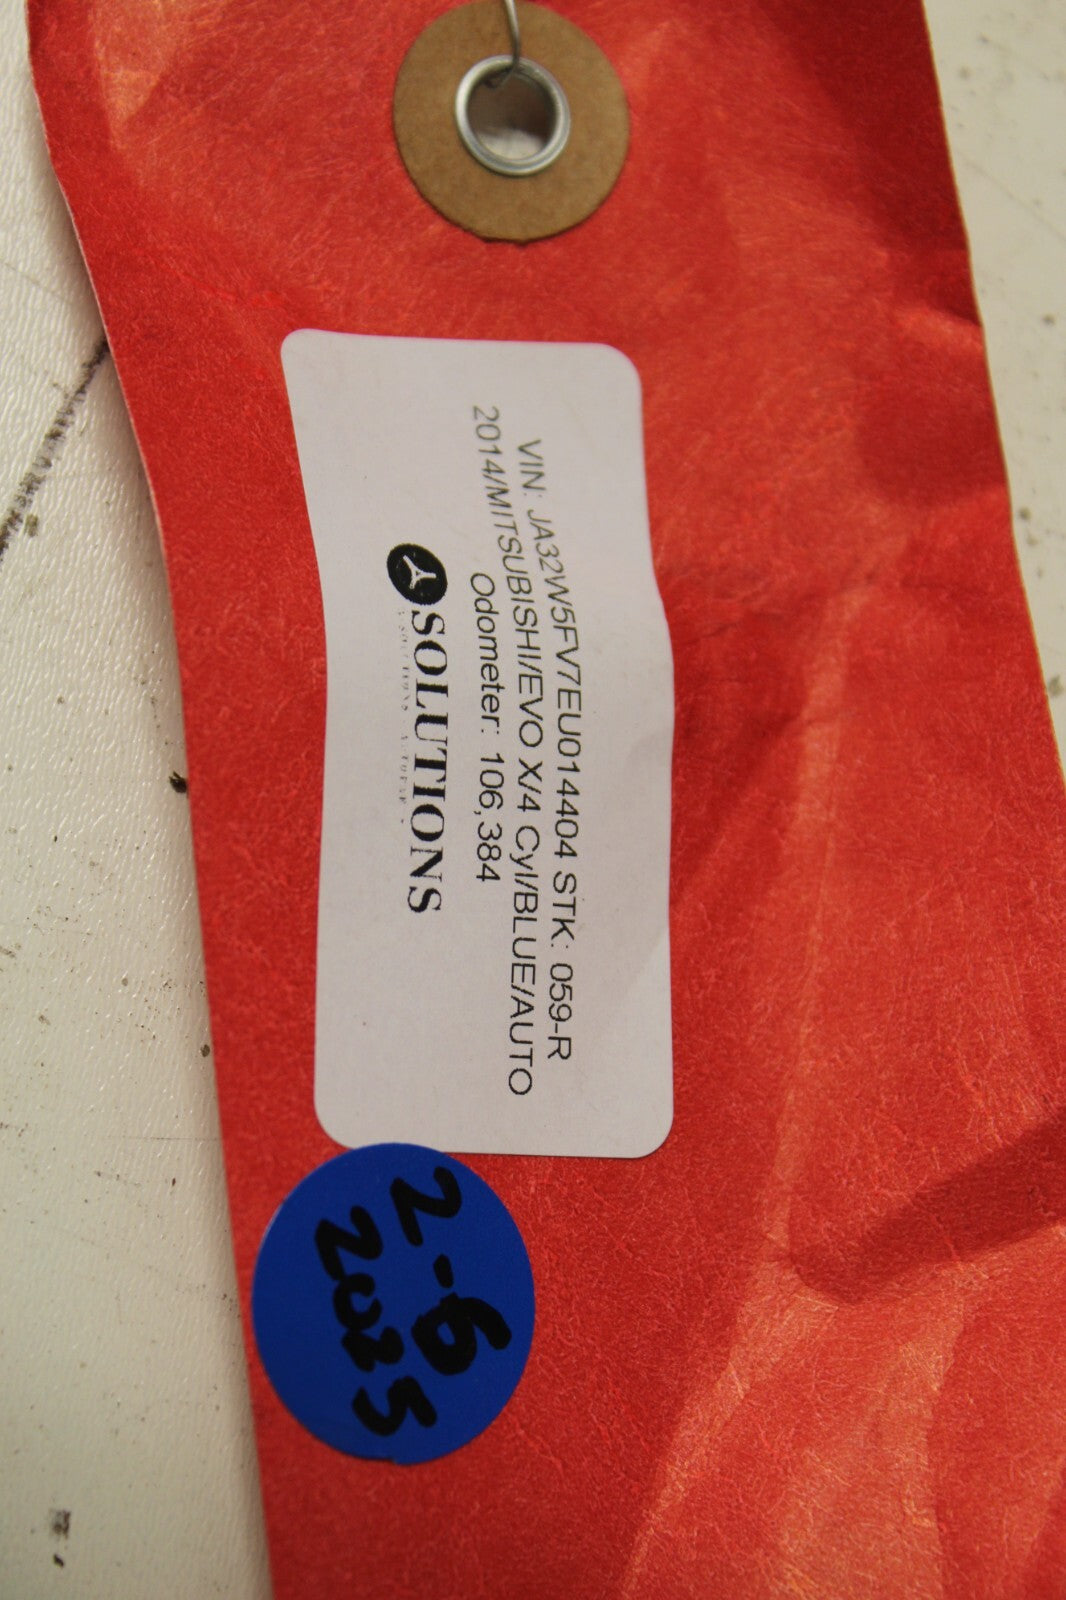 VIN: JA32W5FV7EU014404 STK: 059-R
2014/MITSUBISHI/EVO X/4 Cyl/BLUE/AUTO
Odometer: 106,384
SOLUTIONS
2-6
2025